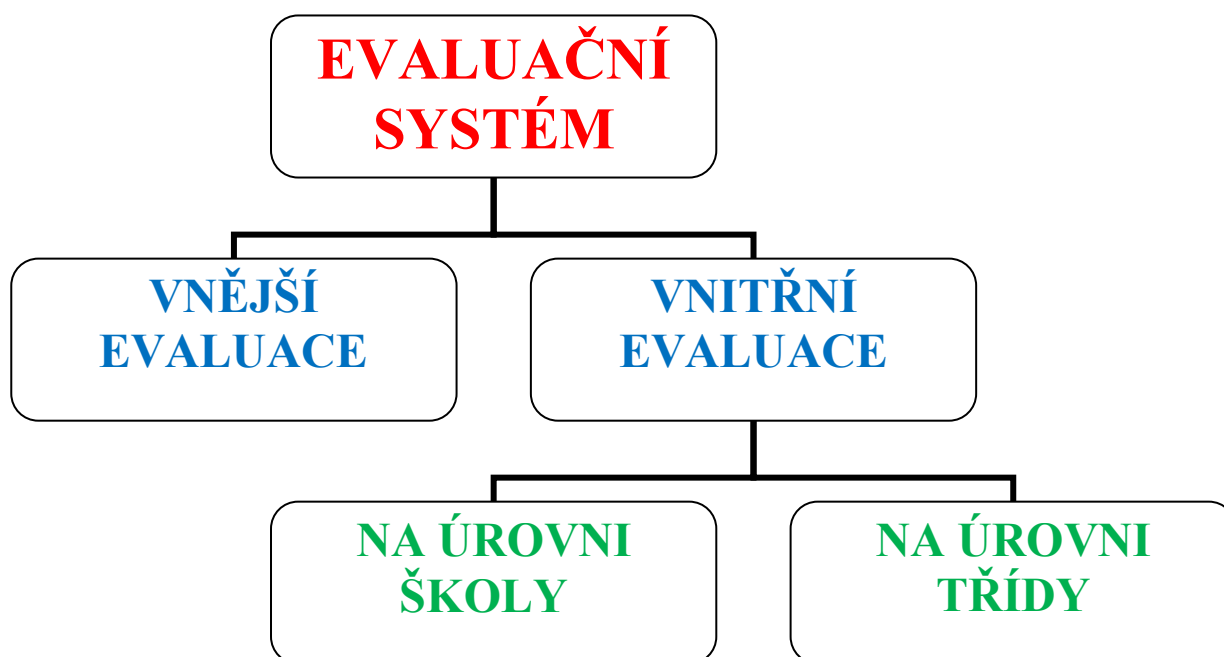 EVALUAČNÍ
SYSTÉM
VNĚJŠÍ
EVALUACE
VNITŘNÍ
EVALUACE
NA ÚROVNI
ŠKOLY
NA ÚROVNI
TŘÍDY